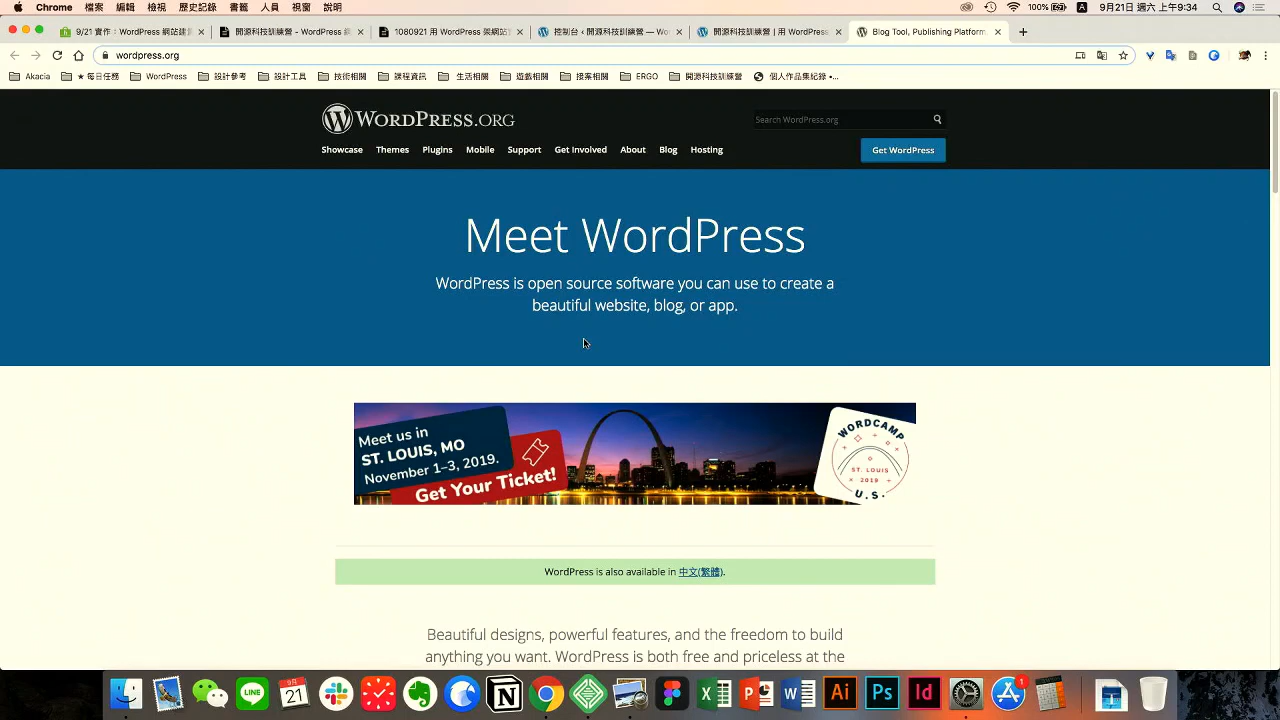 Chrome 檔案 編輯 檢視 歷史記錄 書籤 人員 視窗 說明 100% 9月21日 週六 上午9:34
9/21 實作：WordPress 網站建 開源科技訓練營 - WordPress 網 1080921 用 WordPress 架網站 控制台 ‹ 開源科技訓練營 — Wo 開源科技訓練營 | 用 WordPress Blog Tool, Publishing Platform
wordpress.org
Akacia ★ 每日任務 WordPress 設計參考 設計工具 技術相關 課程資訊 生活相關 遊戲相關 接案相關 ERGO 開源科技訓練營 個人作品集紀錄 •...
WORDPRESS.ORG
Search WordPress.org
Showcase Themes Plugins Mobile Support Get Involved About Blog Hosting
Get WordPress
Meet WordPress
WordPress is open source software you can use to create a
beautiful website, blog, or app.
Meet us in
ST. LOUIS, MO
November 1–3, 2019.
Get Your Ticket!
WORDCAMP
ST. LOUIS
2019
U.S.
WordPress is also available in 中文(繁體).
Beautiful designs, powerful features, and the freedom to build
anything you want. WordPress is both free and priceless at the
LINE
9月
21
N
X
P
W
Ai
Ps
Id
1